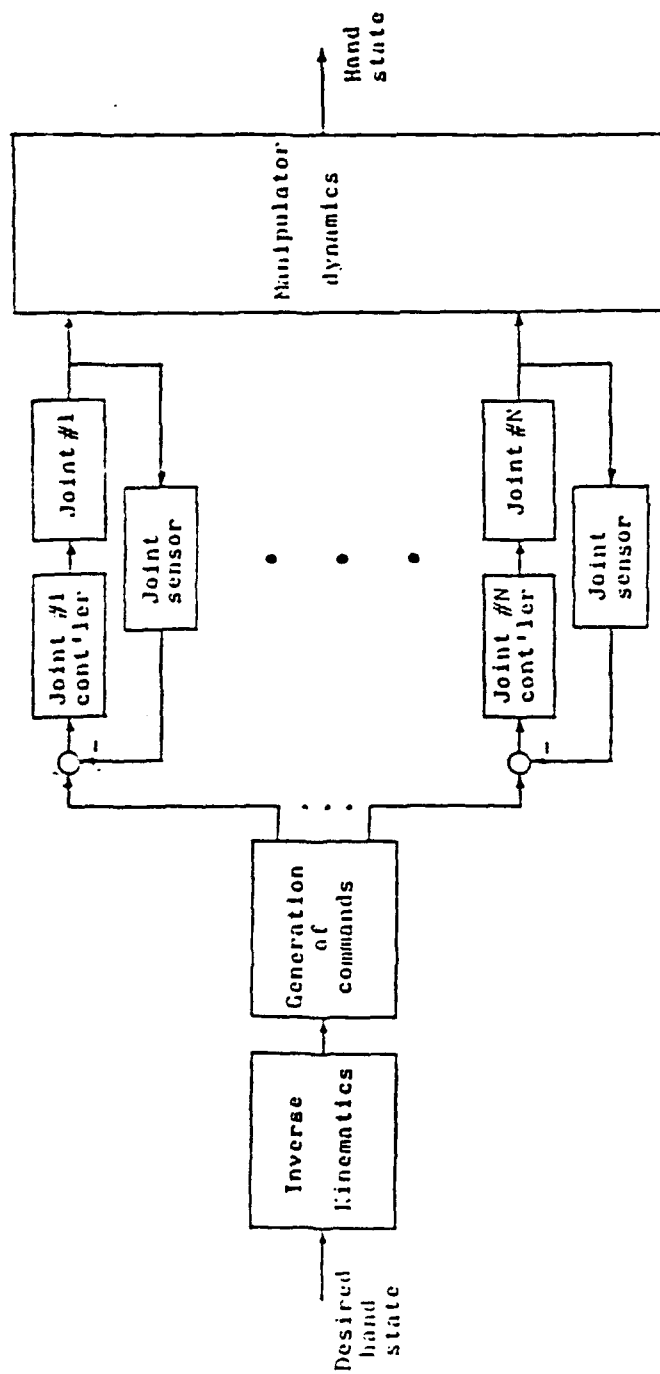 Desired
hand
state
Inverse
Kinematics
Generation
of
commands
. . .
Joint #1
cont'ler
Joint #1
Joint
sensor
−
• • •
Joint #N
cont'ler
Joint #N
Joint
sensor
−
Manipulator
dynamics
Hand
state